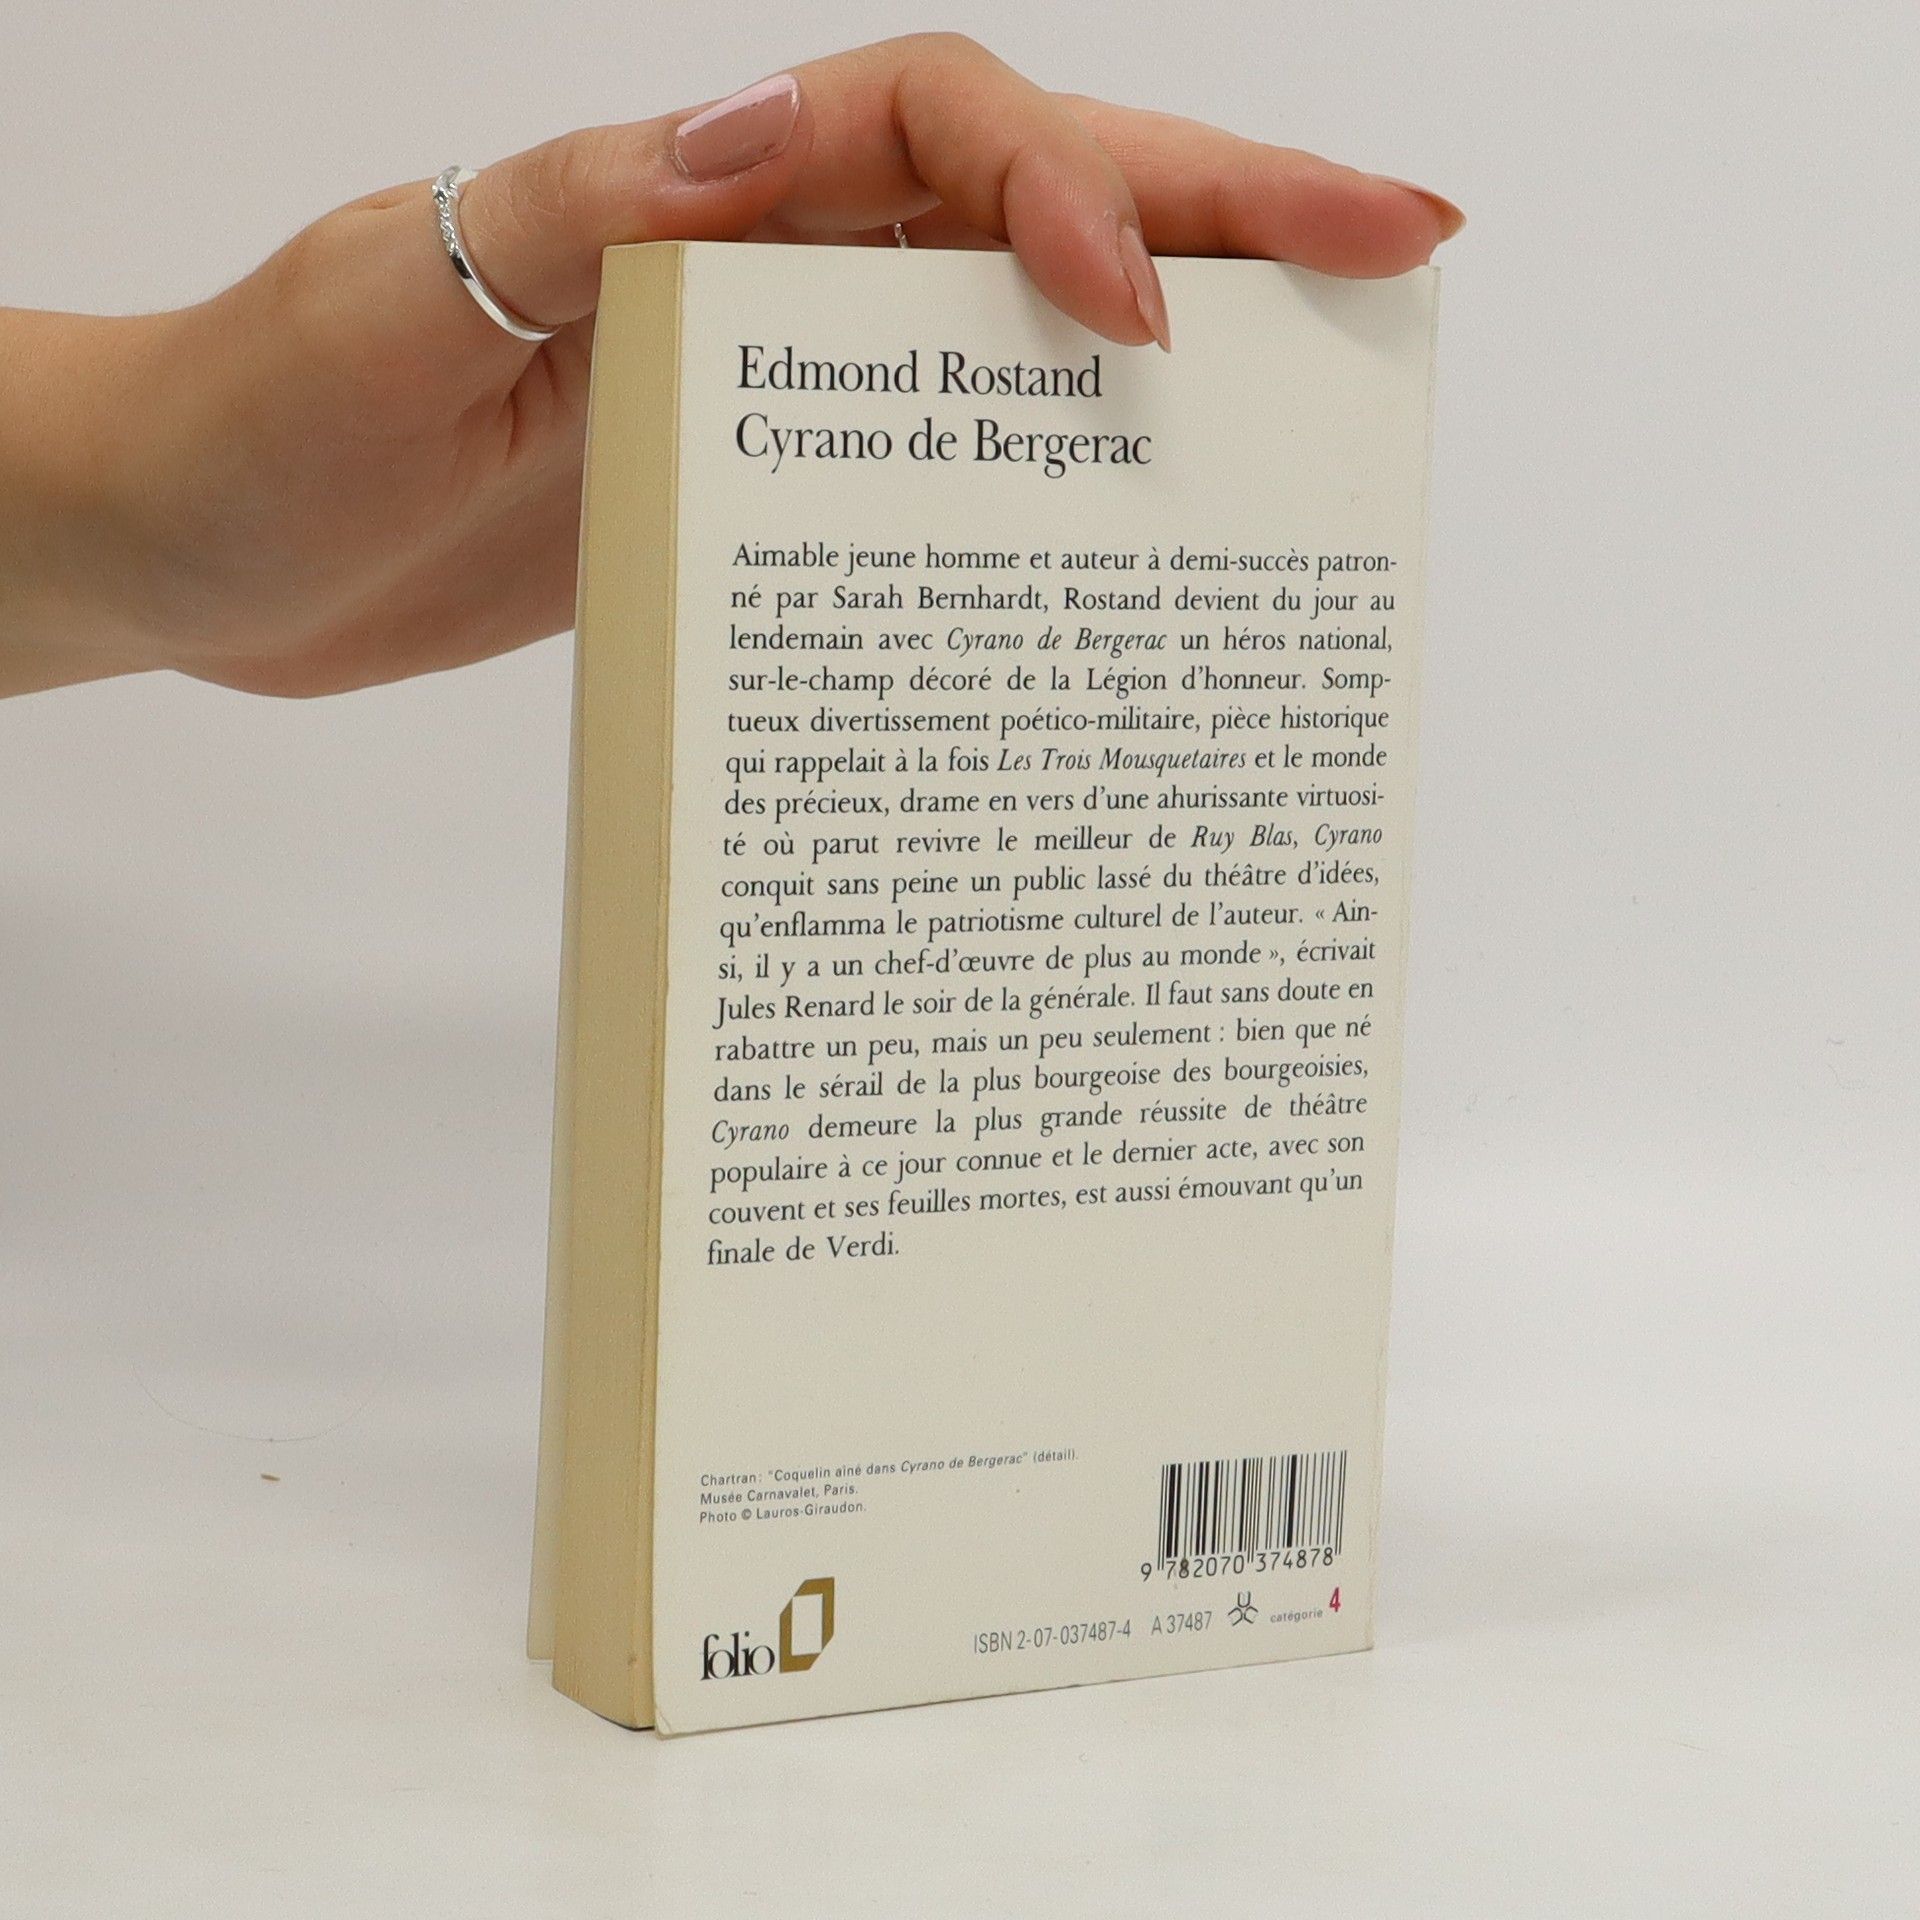 Edmond Rostand
Cyrano de Bergerac
Aimable jeune homme et auteur à demi-succès patron-
né par Sarah Bernhardt, Rostand devient du jour au
lendemain avec Cyrano de Bergerac un héros national,
sur-le-champ décoré de la Légion d'honneur. Somp-
tueux divertissement poético-militaire, pièce historique
qui rappelait à la fois Les Trois Mousquetaires et le monde
des précieux, drame en vers d'une ahurissante virtuosi-
té où parut revivre le meilleur de Ruy Blas, Cyrano
conquit sans peine un public lassé du théâtre d'idées,
qu'enflamma le patriotisme culturel de l'auteur. « Ain-
si, il y a un chef-d'œuvre de plus au monde », écrivait
Jules Renard le soir de la générale. Il faut sans doute en
rabattre un peu, mais un peu seulement : bien que né
dans le sérail de la plus bourgeoise des bourgeoisies,
Cyrano demeure la plus grande réussite de théâtre
populaire à ce jour connue et le dernier acte, avec son
couvent et ses feuilles mortes, est aussi émouvant qu'un
finale de Verdi.
Chartran : "Coquelin aîné dans Cyrano de Bergerac" (détail).
Musée Carnavalet, Paris.
Photo © Lauros-Giraudon.
9 782070 374878
folio
ISBN 2-07-037487-4 A 37487 catégorie 4